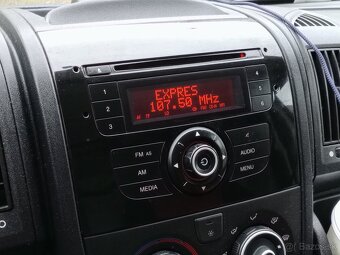 EXPRES
107.50 MHz
1
2
3
4
5
6
FM AS
AM
MEDIA
AUDIO
MENU